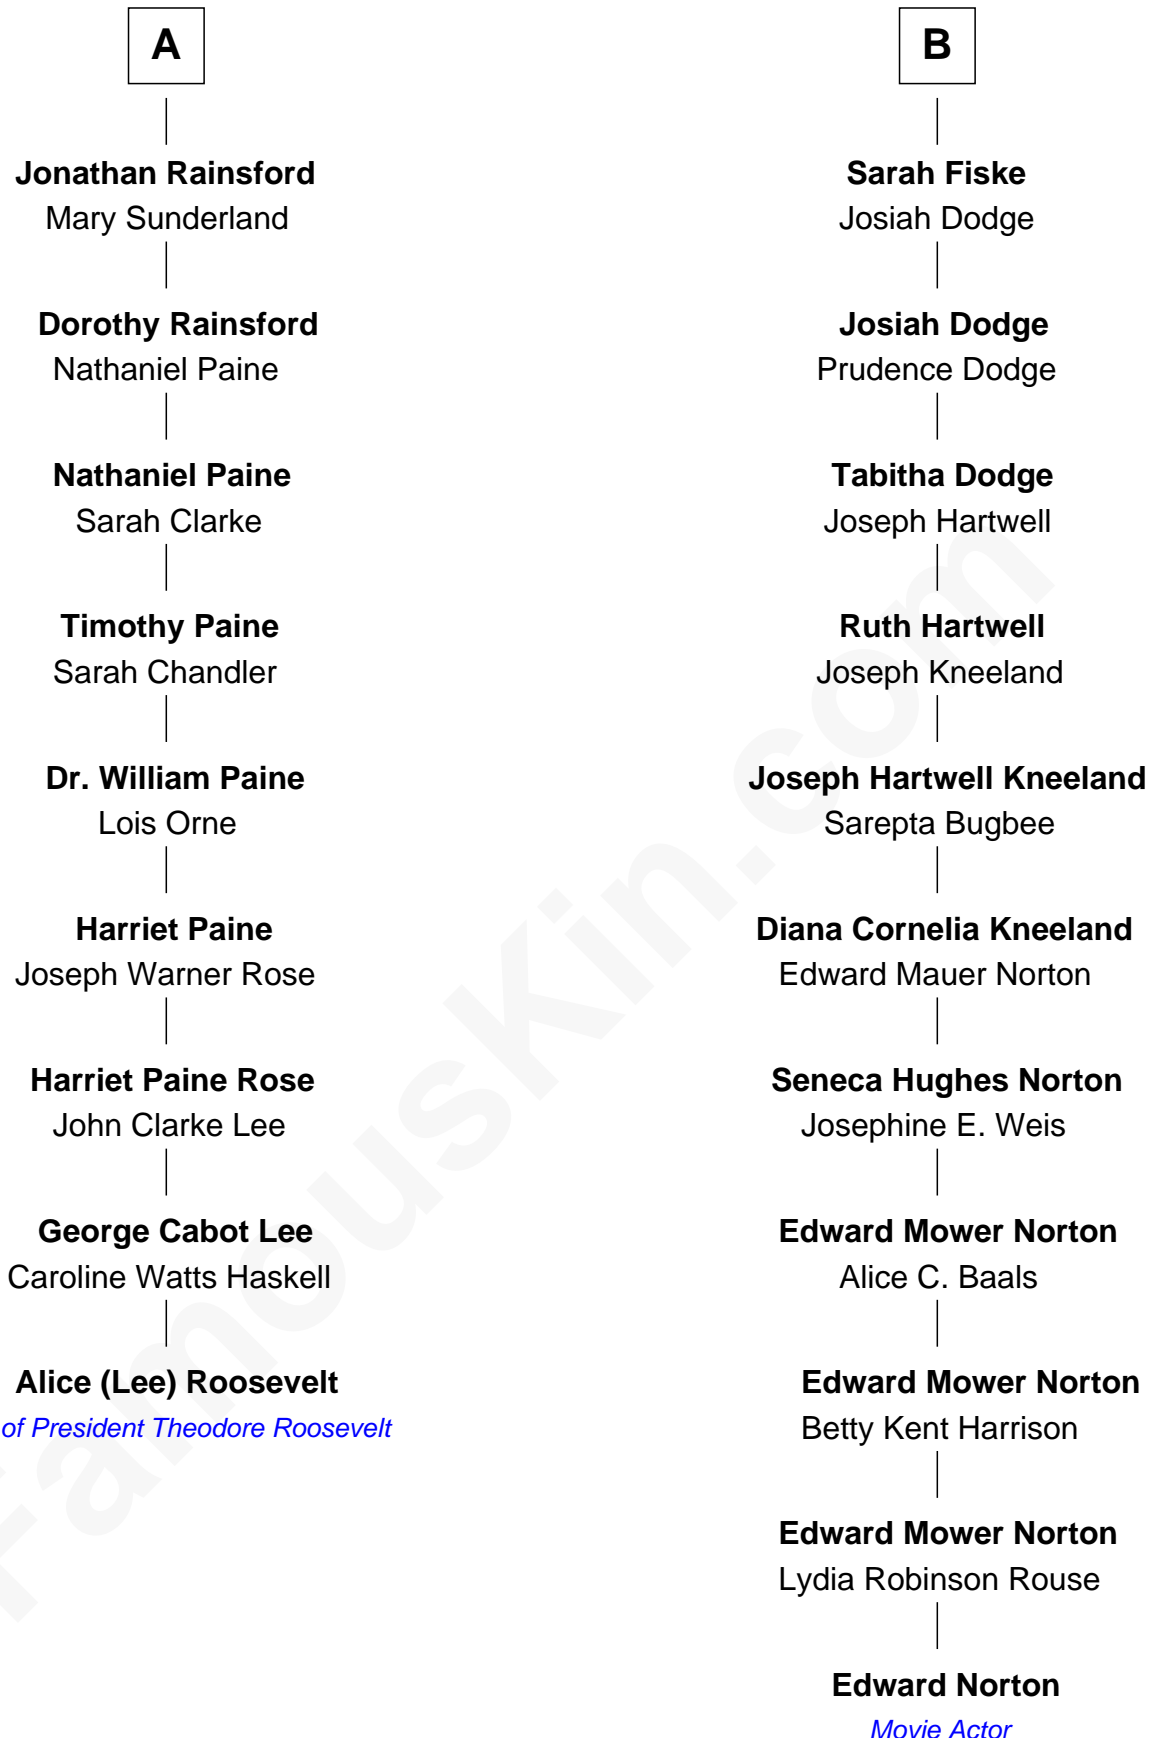 A
Jonathan Rainsford
Mary Sunderland
Dorothy Rainsford
Nathaniel Paine
Nathaniel Paine
Sarah Clarke
Timothy Paine
Sarah Chandler
Dr. William Paine
Lois Orne
Harriet Paine
Joseph Warner Rose
Harriet Paine Rose
John Clarke Lee
George Cabot Lee
Caroline Watts Haskell
Alice (Lee) Roosevelt
of President Theodore Roosevelt
B
Sarah Fiske
Josiah Dodge
Josiah Dodge
Prudence Dodge
Tabitha Dodge
Joseph Hartwell
Ruth Hartwell
Joseph Kneeland
Joseph Hartwell Kneeland
Sarepta Bugbee
Diana Cornelia Kneeland
Edward Mauer Norton
Seneca Hughes Norton
Josephine E. Weis
Edward Mower Norton
Alice C. Baals
Edward Mower Norton
Betty Kent Harrison
Edward Mower Norton
Lydia Robinson Rouse
Edward Norton
Movie Actor
FamousKin.com